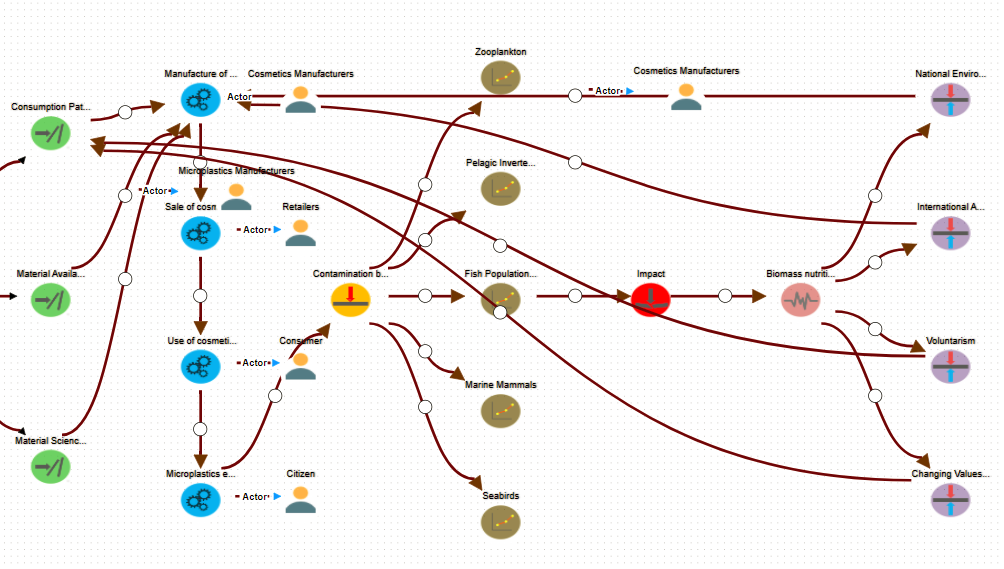 Zooplankton
Manufacture of ...
Cosmetics Manufacturers
Cosmetics Manufacturers
National Enviro...
Actor
Actor
Consumption Pat...
Pelagic Inverte...
Microplastics Manufacturers
Actor
Sale of cosm
Retailers
International A...
Actor
Material Availa...
Contamination b...
Fish Population...
Impact
Biomass nutriti...
Use of cosmeti...
Consumer
Voluntarism
Actor
Marine Mammals
Material Scienc...
Microplastics e...
Citizen
Changing Values...
Actor
Seabirds